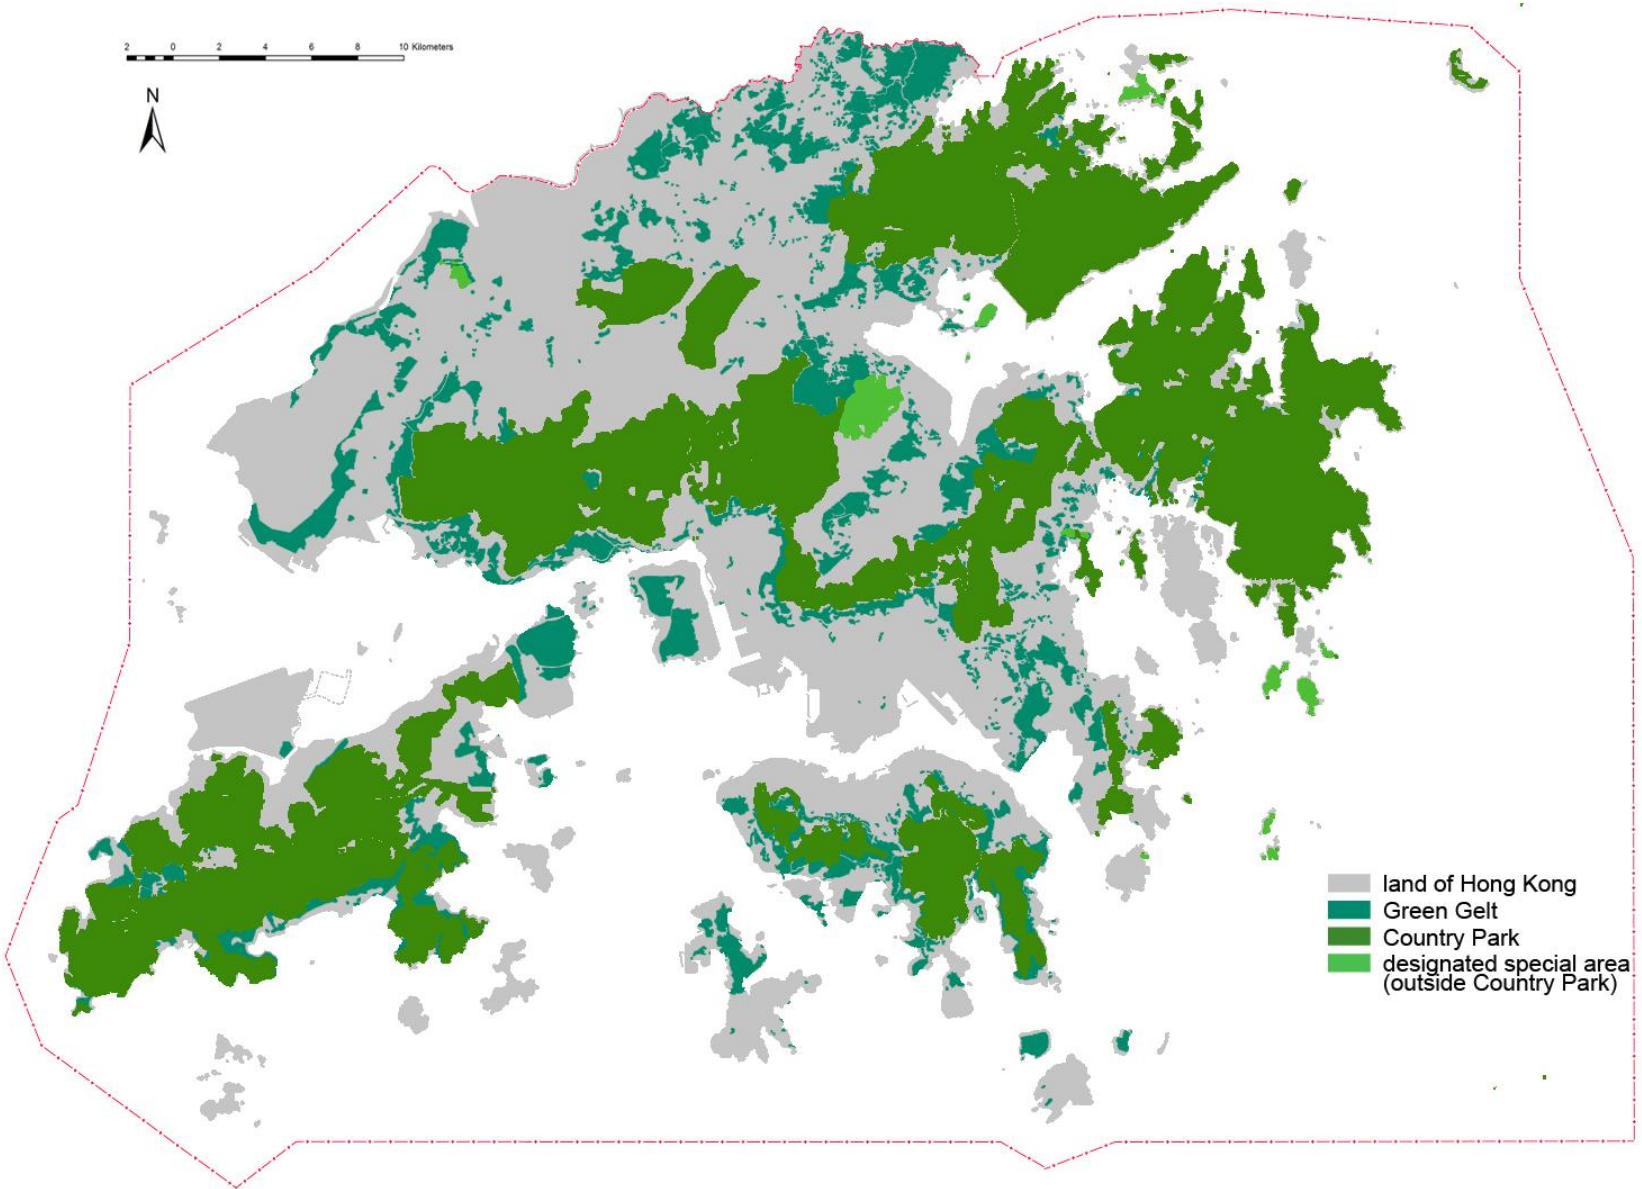 2 0 2 4 6 8 10 Kilometers
N
land of Hong Kong
Green Gelt
Country Park
designated special area
(outside Country Park)